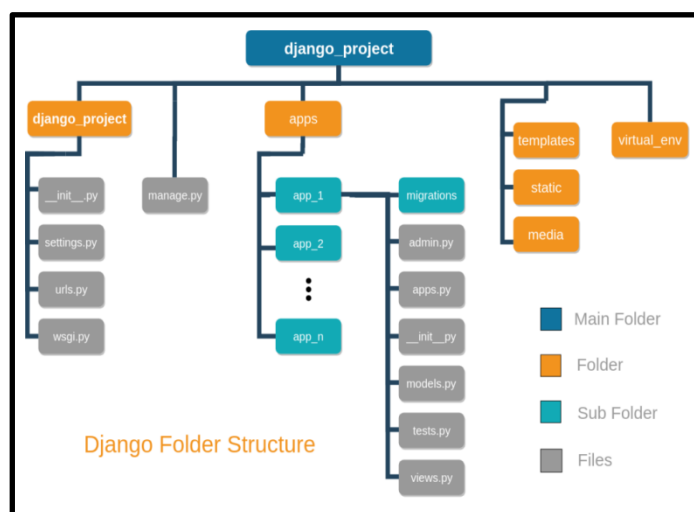 django_project
django_project
apps
templates
virtual_env
static
media
__init__.py
settings.py
urls.py
wsgi.py
manage.py
app_1
app_2
app_n
migrations
admin.py
apps.py
__init__py
models.py
tests.py
views.py
Main Folder
Folder
Sub Folder
Files
Django Folder Structure